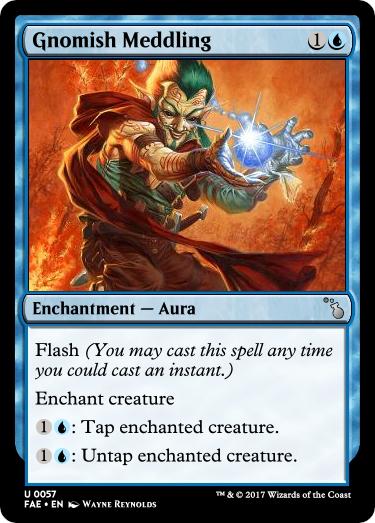 Gnomish Meddling 1
Enchantment — Aura
Flash (You may cast this spell any time
you could cast an instant.)
Enchant creature
1: Tap enchanted creature.
1: Untap enchanted creature.
U 0057
FAE • EN Wayne Reynolds
™ & © 2017 Wizards of the Coast